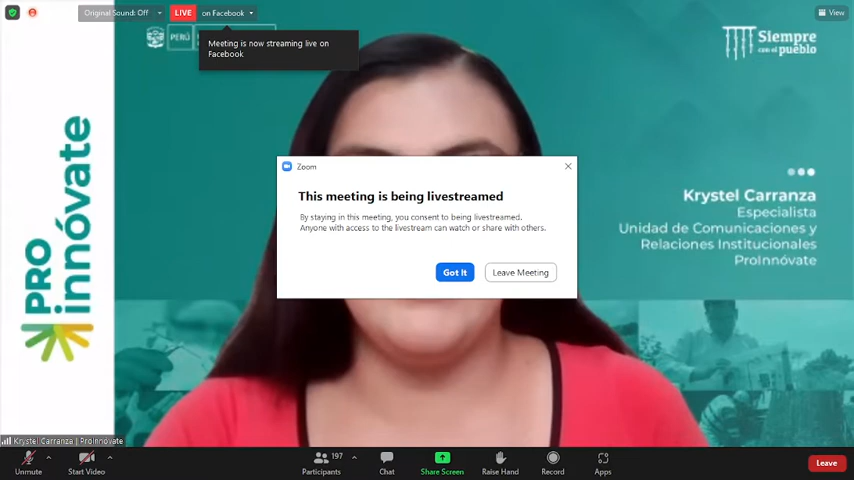 Original Sound: Off
LIVE
on Facebook
View
PERÚ
Meeting is now streaming live on
Facebook
Siempre
con el pueblo
PRO
innóvate
Zoom
This meeting is being livestreamed
By staying in this meeting, you consent to being livestreamed.
Anyone with access to the livestream can watch or share with others.
Got It
Leave Meeting
Krystel Carranza
Especialista
Unidad de Comunicaciones y
Relaciones Institucionales
ProInnóvate
Krystel Carranza | ProInnóvate
Unmute
Start Video
197
Participants
Chat
Share Screen
Raise Hand
Record
Apps
Leave